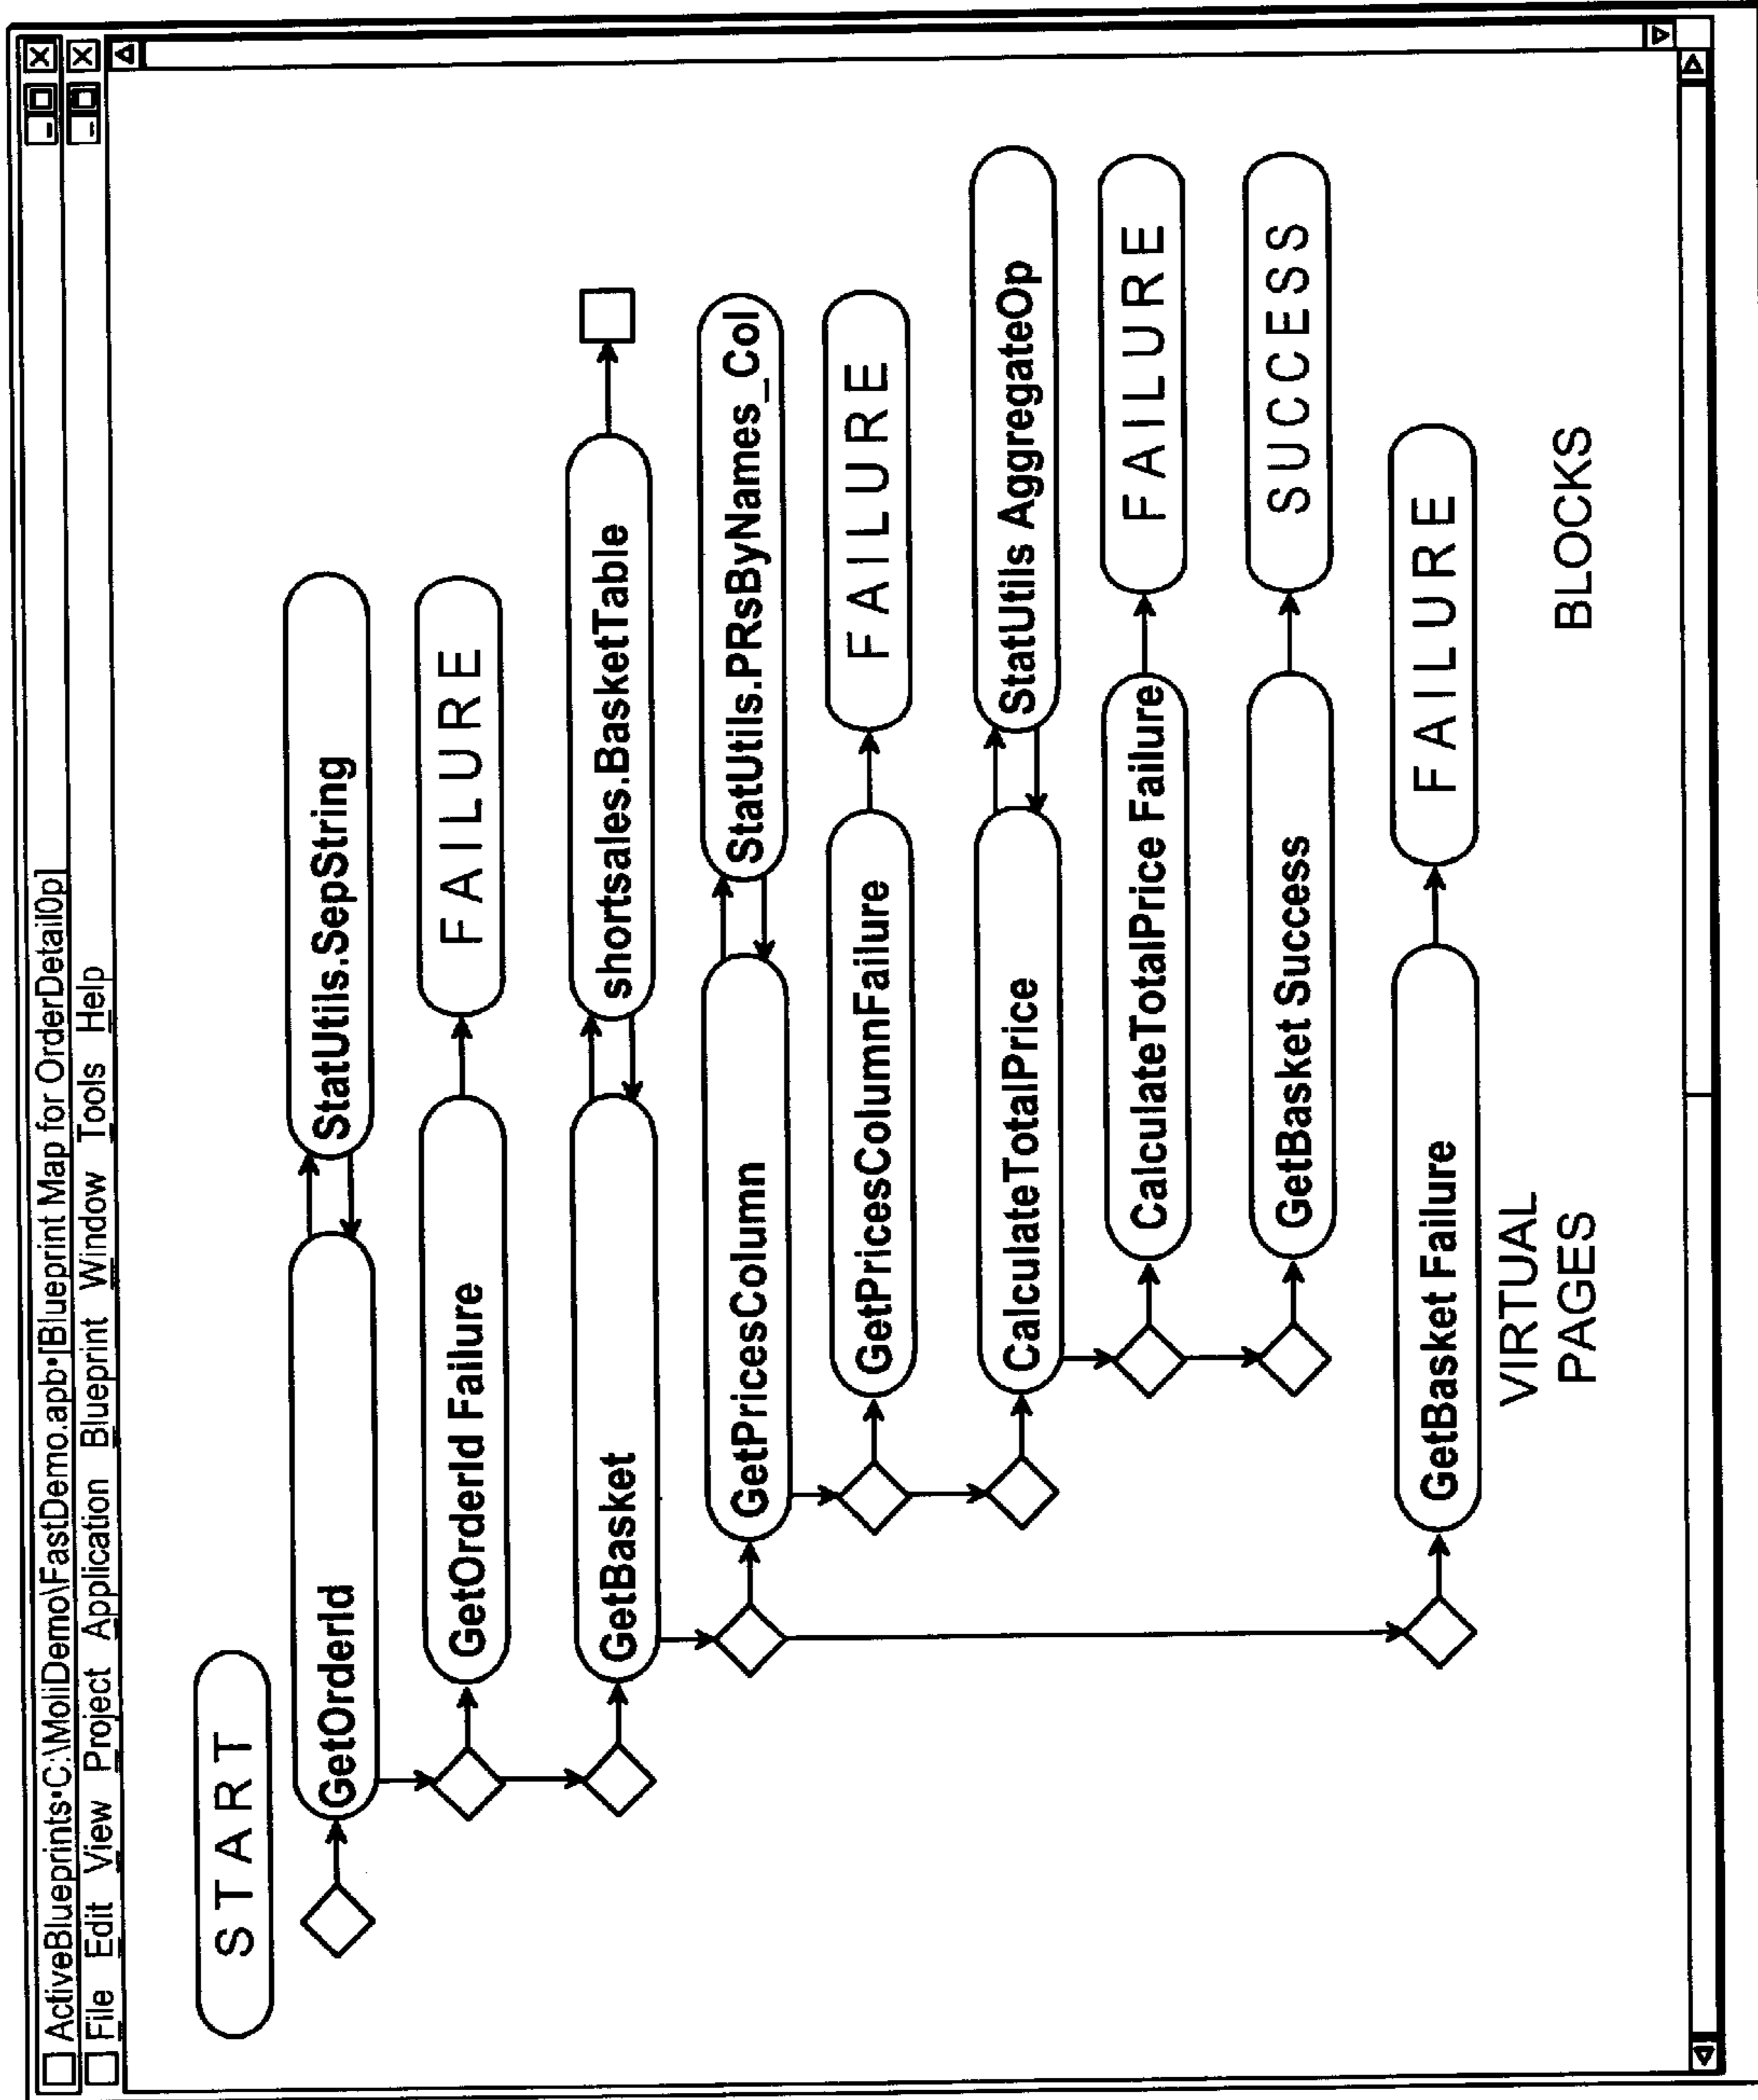 ActiveBlueprints•C:\MoliDemo\FastDemo.apb•[Blueprint Map for OrderDetailOp]
File Edit View Project Application Blueprint Window Tools Help
START
GetOrderId StatUtils.SepString
GetOrderId Failure FAILURE
GetBasket shortsales.BasketTable
GetPricesColumn StatUtils.PRsByNames_Col
GetPricesColumnFailure FAILURE
CalculateTotalPrice StatUtils AggregateOp
CalculateTotalPrice Failure FAILURE
GetBasket Success SUCCESS
GetBasket Failure FAILURE
VIRTUAL
PAGES BLOCKS